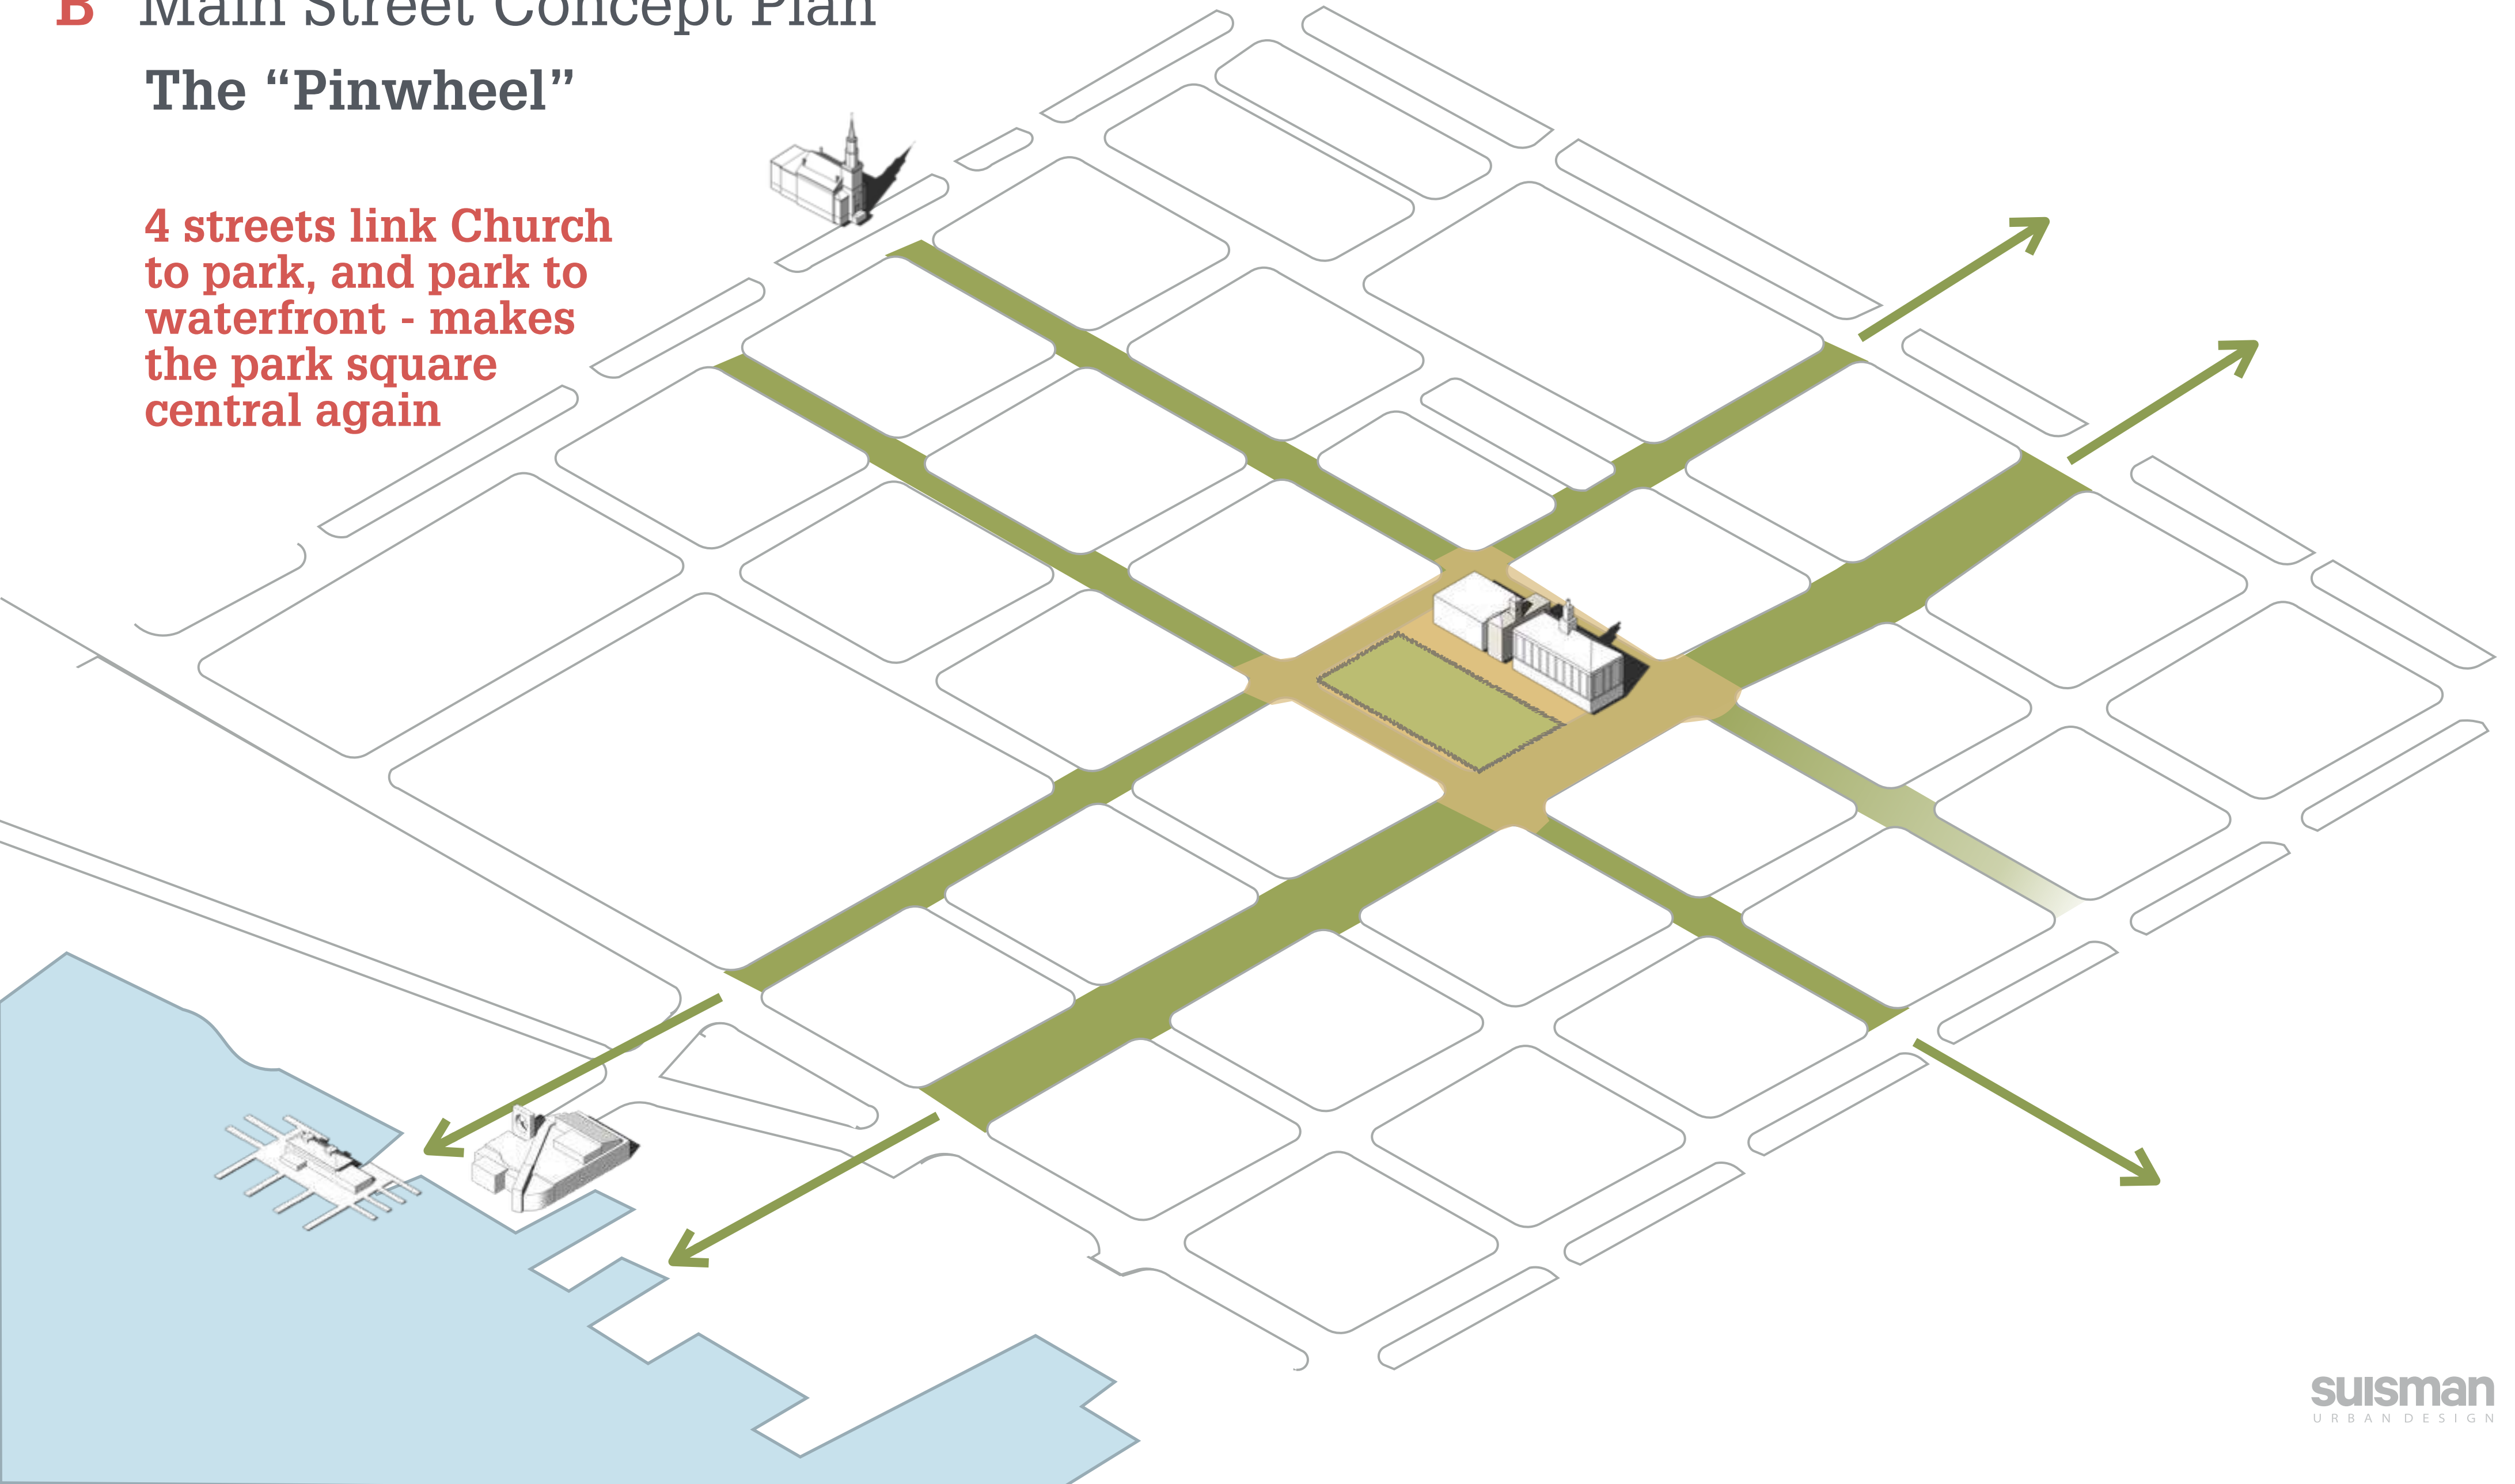 B Main Street Concept Plan
The “Pinwheel”
4 streets link Church
to park, and park to
waterfront - makes
the park square
central again
suisman
URBAN DESIGN